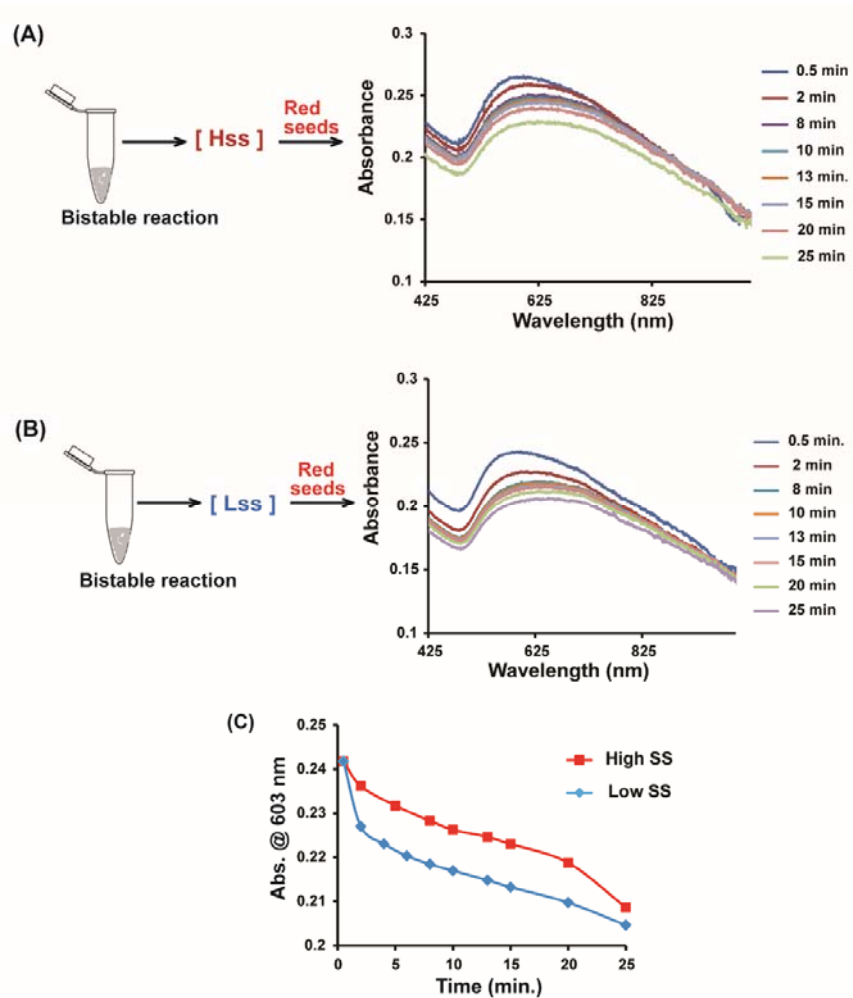 (A)
Bistable reaction
[ Hss ]
Red
seeds
Absorbance
0.3
0.25
0.2
0.15
0.1
425
625
825
Wavelength (nm)
0.5 min
2 min
8 min
10 min
13 min.
15 min
20 min
25 min
(B)
Bistable reaction
[ Lss ]
Red
seeds
Absorbance
0.3
0.25
0.2
0.15
0.1
425
625
825
Wavelength (nm)
0.5 min.
2 min
8 min
10 min
13 min
15 min
20 min
25 min
(C)
Abs. @ 603 nm
0.25
0.24
0.23
0.22
0.21
0.2
0
5
10
15
20
25
Time (min.)
High SS
Low SS